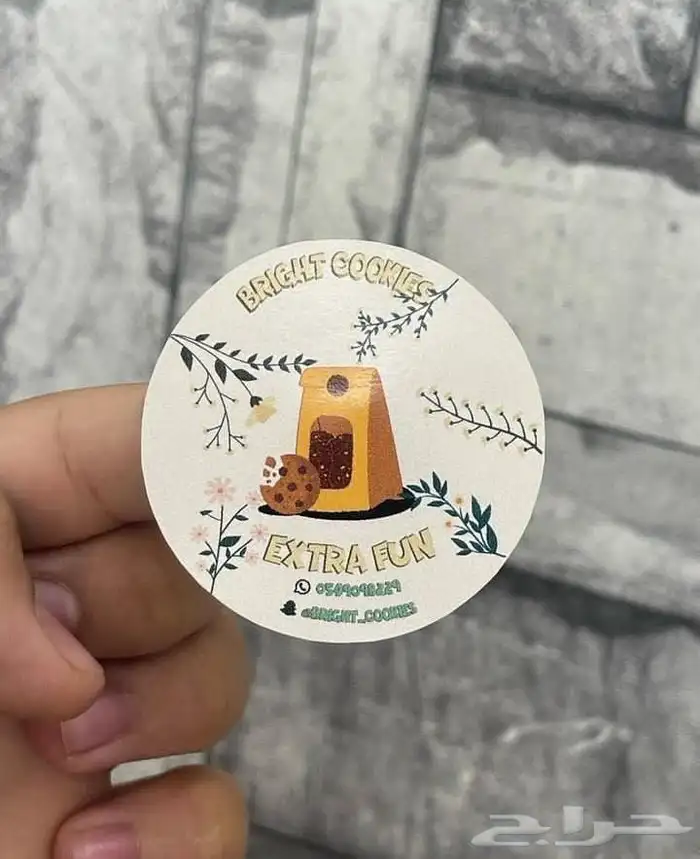 BRIGHT COOKIES
EXTRA FUN
@BRIGHT_COOKIES
حراج